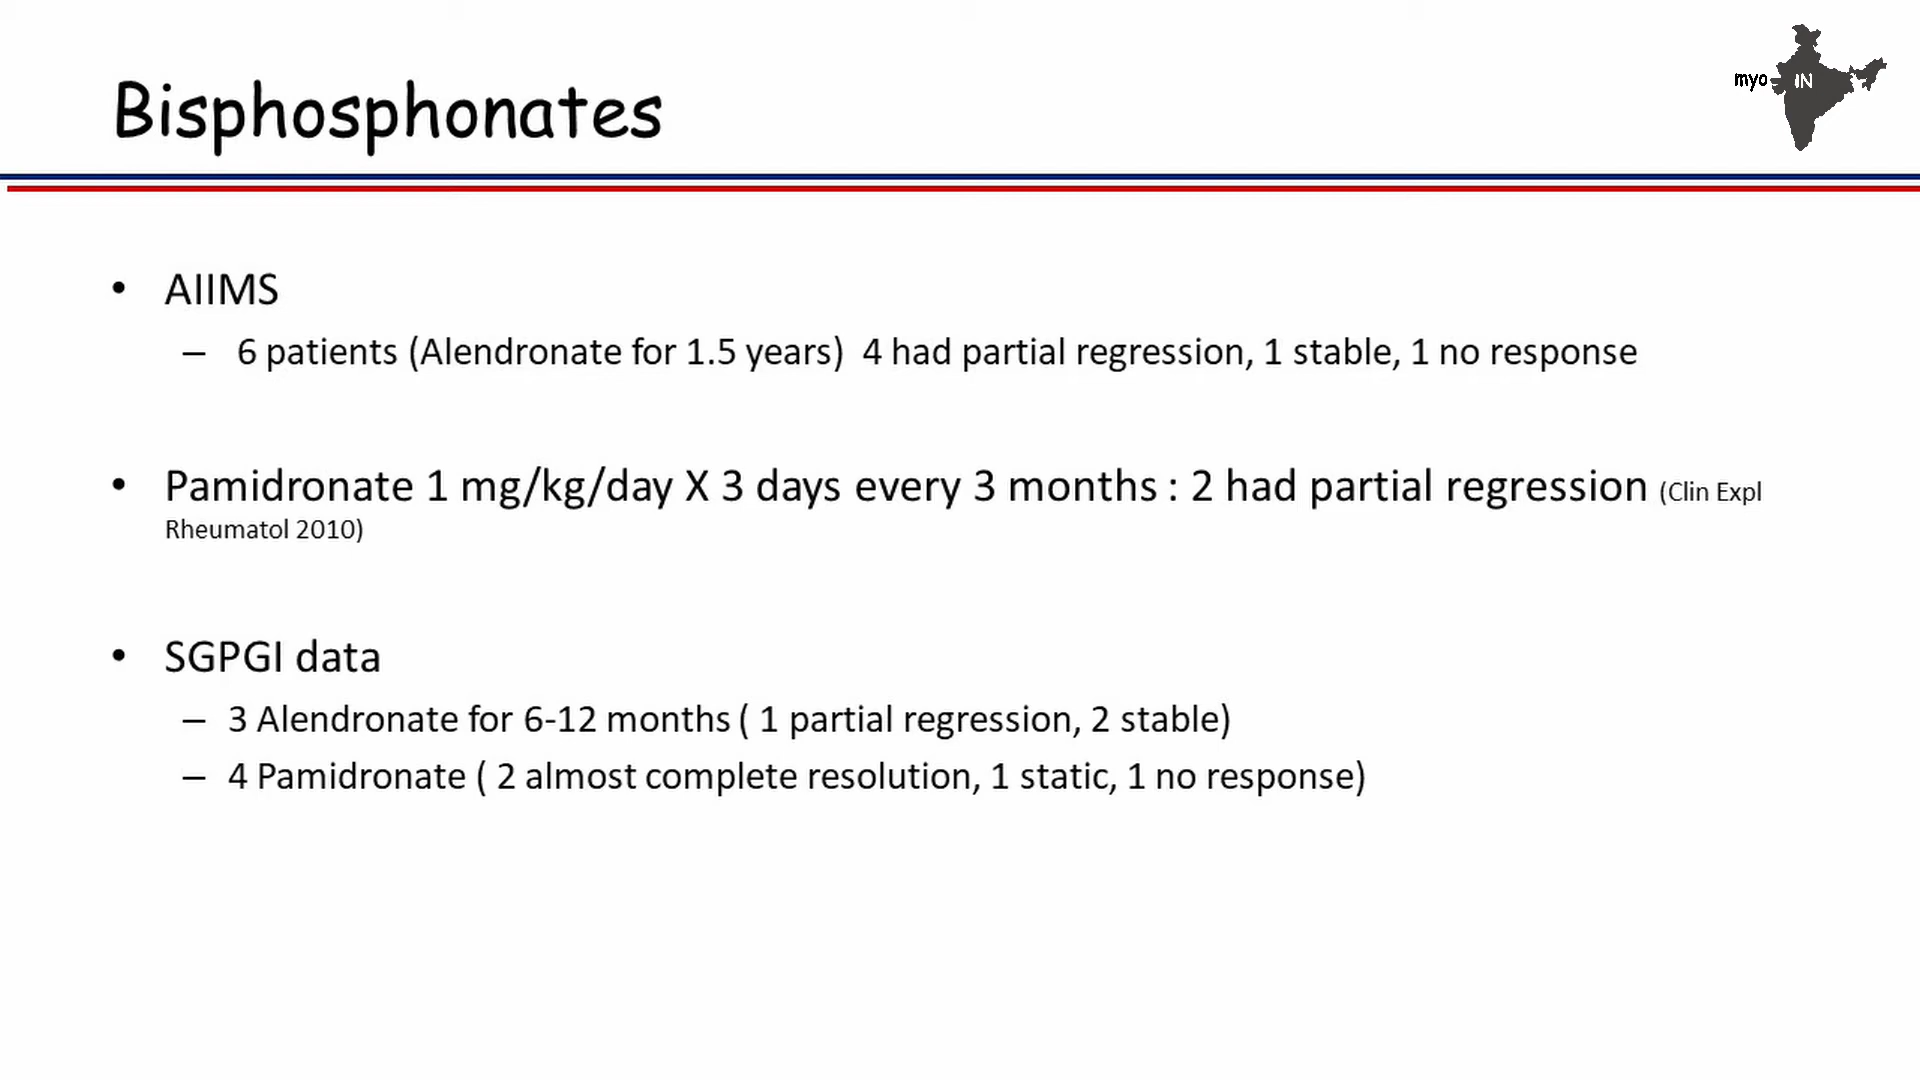 myo IN
Bisphosphonates
• AIIMS
– 6 patients (Alendronate for 1.5 years) 4 had partial regression, 1 stable, 1 no response
• Pamidronate 1 mg/kg/day X 3 days every 3 months : 2 had partial regression (Clin Expl
Rheumatol 2010)
• SGPGI data
– 3 Alendronate for 6-12 months ( 1 partial regression, 2 stable)
– 4 Pamidronate ( 2 almost complete resolution, 1 static, 1 no response)